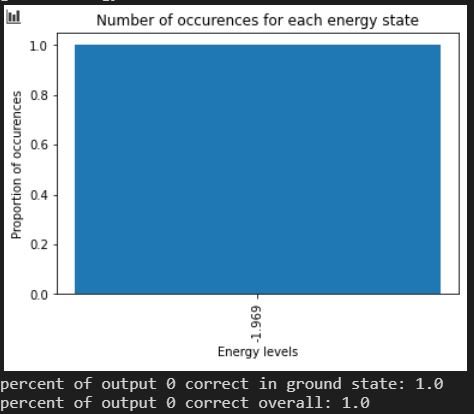 Number of occurences for each energy state
Proportion of occurences
1.0
0.8
0.6
0.4
0.2
0.0
-1.969
Energy levels
percent of output 0 correct in ground state: 1.0
percent of output 0 correct overall: 1.0